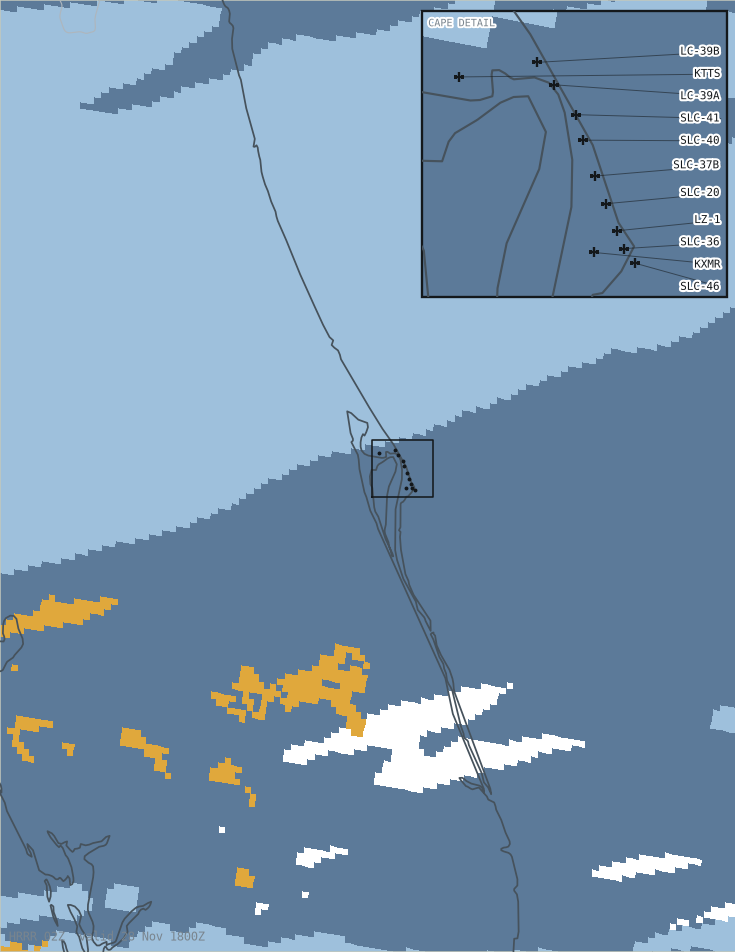 CAPE DETAIL
LC-39B
KTTS
LC-39A
SLC-41
SLC-40
SLC-37B
SLC-20
LZ-1
SLC-36
KXMR
SLC-46
Nov 1800Z